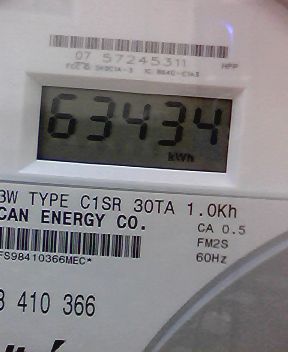 07 57245311
63434
kWh
3W TYPE C1SR 30TA 1.0Kh
CAN ENERGY CO.
CA 0.5
FM2S
60Hz
FS98410366MEC*
410 366